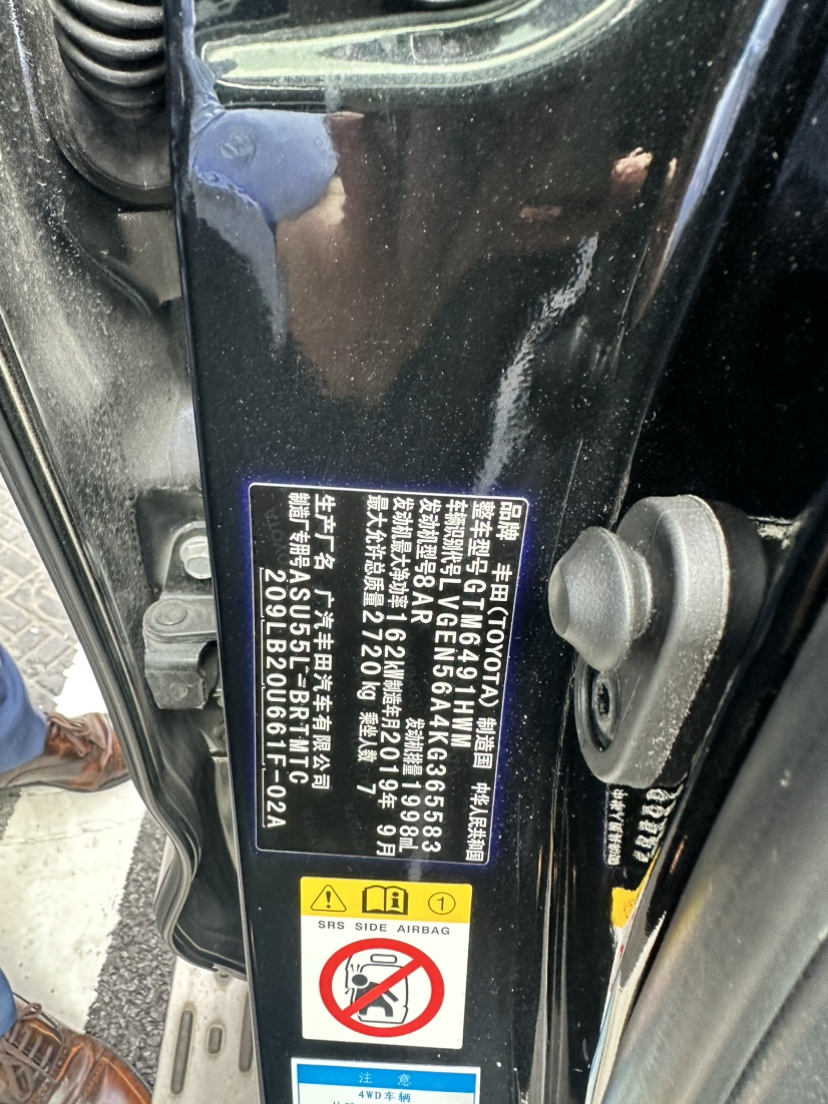 品牌 丰田(TOYOTA) 制造国 中华人民共和国
整车型号GTM6491HWM
车辆识别代号LVGEN56A4KG365583
发动机型号8AR 发动机排量1998mL
发动机最大净功率162kW制造年月2019年 9月
最大允许总质量2720kg 乘坐人数 7
生产厂名 广汽丰田汽车有限公司
制造厂专用号ASU55L-BRTMTC
209LB20U661F-02A
1
SRS SIDE AIRBAG
注 意
4WD车辆